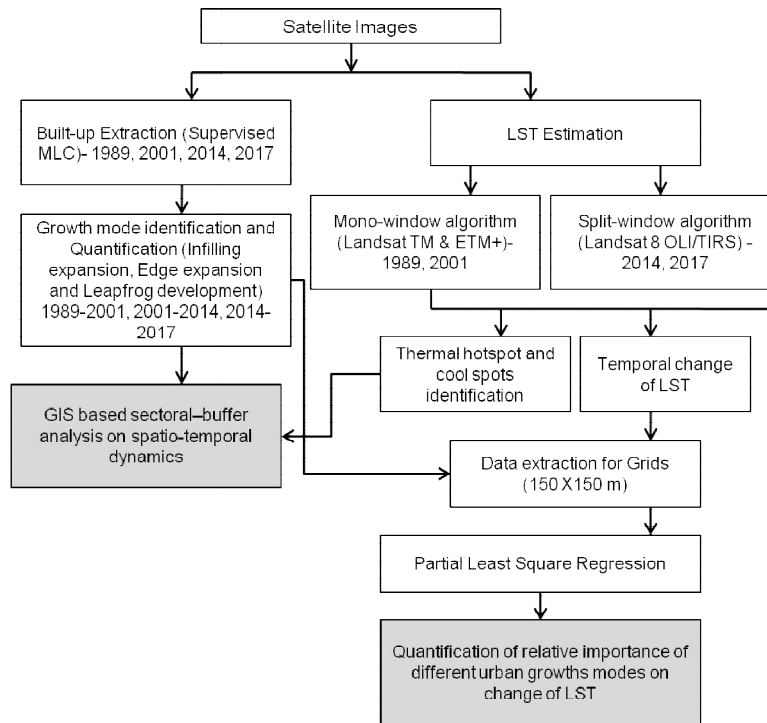 Satellite Images
Built-up Extraction (Supervised
MLC)- 1989, 2001, 2014, 2017
LST Estimation
Growth mode identification and
Quantification (Infilling
expansion, Edge expansion
and Leapfrog development)
1989-2001, 2001-2014, 2014-
2017
Mono-window algorithm
(Landsat TM & ETM+)-
1989, 2001
Split-window algorithm
(Landsat 8 OLI/TIRS) -
2014, 2017
Thermal hotspot and
cool spots
identification
Temporal change
of LST
GIS based sectoral–buffer
analysis on spatio-temporal
dynamics
Data extraction for Grids
(150 X150 m)
Partial Least Square Regression
Quantification of relative importance of
different urban growths modes on
change of LST